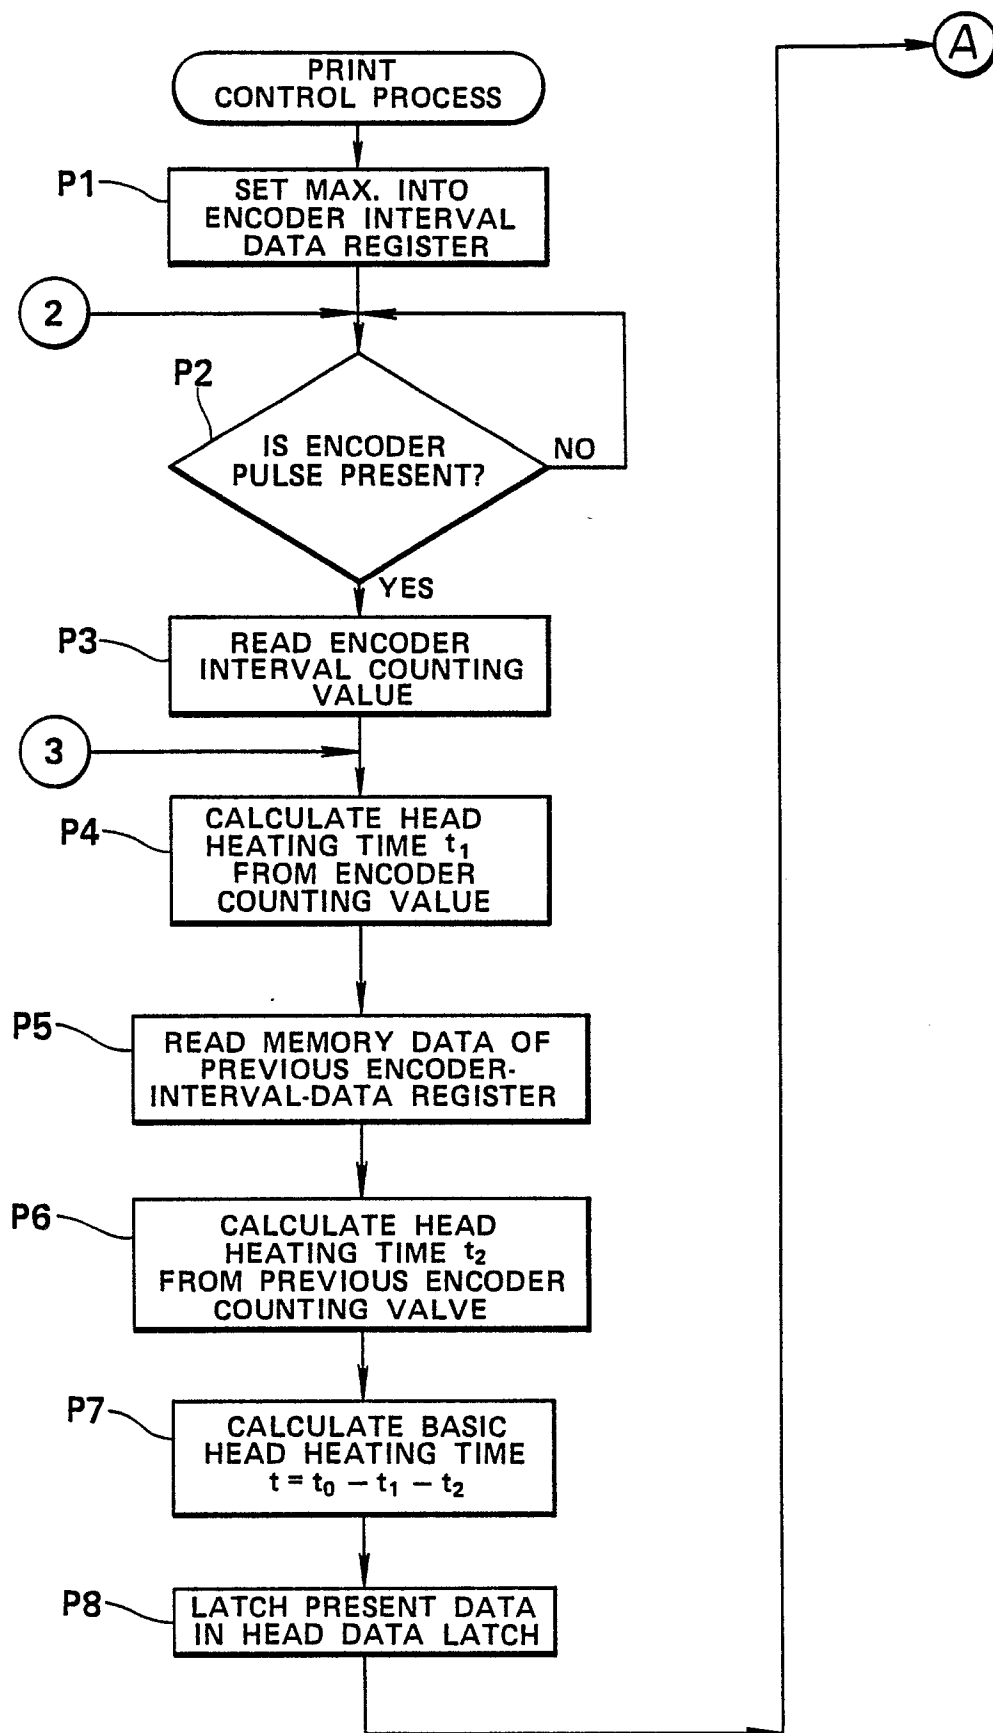 A
PRINT
CONTROL PROCESS
P1
SET MAX. INTO
ENCODER INTERVAL
DATA REGISTER
2
P2
IS ENCODER
PULSE PRESENT?
NO
YES
P3
READ ENCODER
INTERVAL COUNTING
VALUE
3
P4
CALCULATE HEAD
HEATING TIME t₁
FROM ENCODER
COUNTING VALUE
P5
READ MEMORY DATA OF
PREVIOUS ENCODER-
INTERVAL-DATA REGISTER
P6
CALCULATE HEAD
HEATING TIME t₂
FROM PREVIOUS ENCODER
COUNTING VALVE
P7
CALCULATE BASIC
HEAD HEATING TIME
t = t₀ − t₁ − t₂
P8
LATCH PRESENT DATA
IN HEAD DATA LATCH